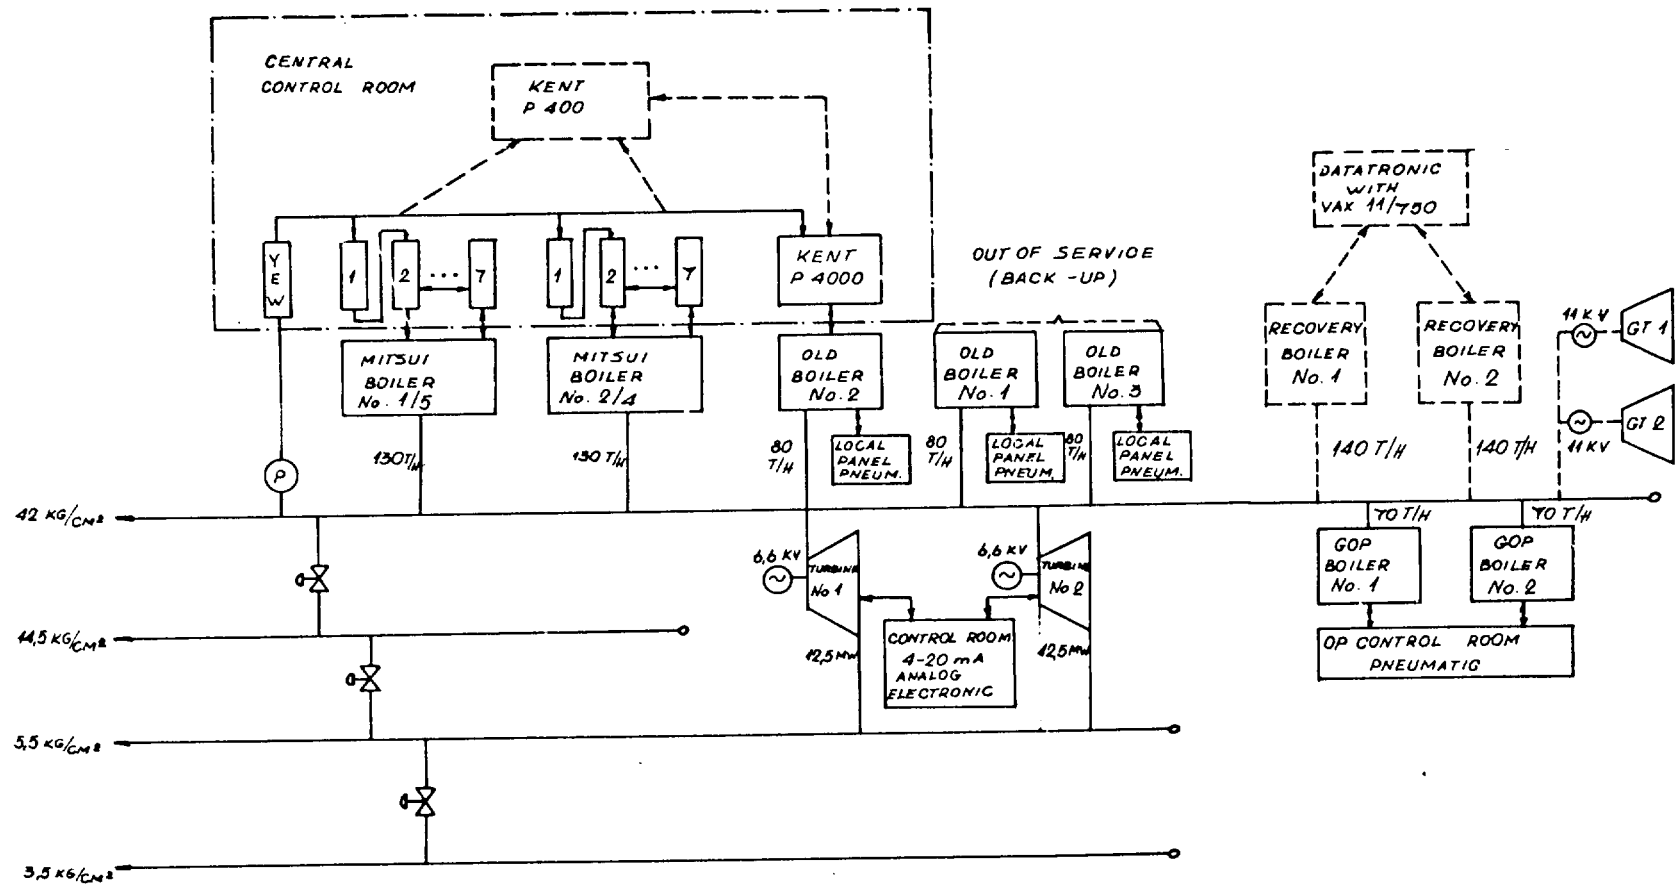 CENTRAL
CONTROL ROOM
KENT
P 400
DATATRONIC
WITH
VAX 11/750
YEW
1
2
...
7
1
2
...
7
KENT
P 4000
OUT OF SERVICE
(BACK-UP)
MITSUI
BOILER
No. 1/5
MITSUI
BOILER
No. 2/4
OLD
BOILER
No. 2
OLD
BOILER
No. 1
OLD
BOILER
No. 3
RECOVERY
BOILER
No. 1
RECOVERY
BOILER
No. 2
11 KV
GT 1
GT 2
11 KV
P
130 T/H
130 T/H
80
T/H
LOCAL
PANEL
PNEUM.
80
T/H
LOCAL
PANEL
PNEUM.
80
T/H
LOCAL
PANEL
PNEUM.
140 T/H
140 T/H
42 KG/CM2
70 T/H
70 T/H
6,6 KV
TURBINE
No 1
12,5 MW
6,6 KV
TURBINE
No 2
12,5 MW
CONTROL ROOM
4-20 mA
ANALOG
ELECTRONIC
GOP
BOILER
No. 1
GOP
BOILER
No. 2
OP CONTROL ROOM
PNEUMATIC
14,5 KG/CM2
5,5 KG/CM2
3,5 KG/CM2